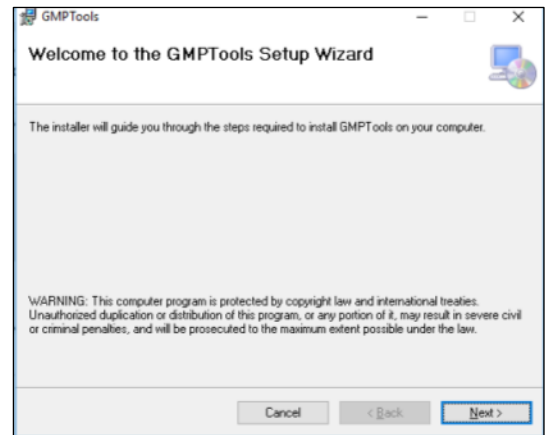 GMPTools
Welcome to the GMPTools Setup Wizard
The installer will guide you through the steps required to install GMPTools on your computer.
WARNING: This computer program is protected by copyright law and international treaties.
Unauthorized duplication or distribution of this program, or any portion of it, may result in severe civil
or criminal penalties, and will be prosecuted to the maximum extent possible under the law.
Cancel
< Back
Next >